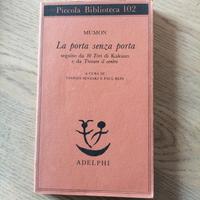 Piccola Biblioteca 102
MUMON
La porta senza porta
seguito da 10 Tori di Kakuan
e da Trovare il centro
A CURA DI
NYOGEN SENZAKI E PAUL REPS
ADELPHI